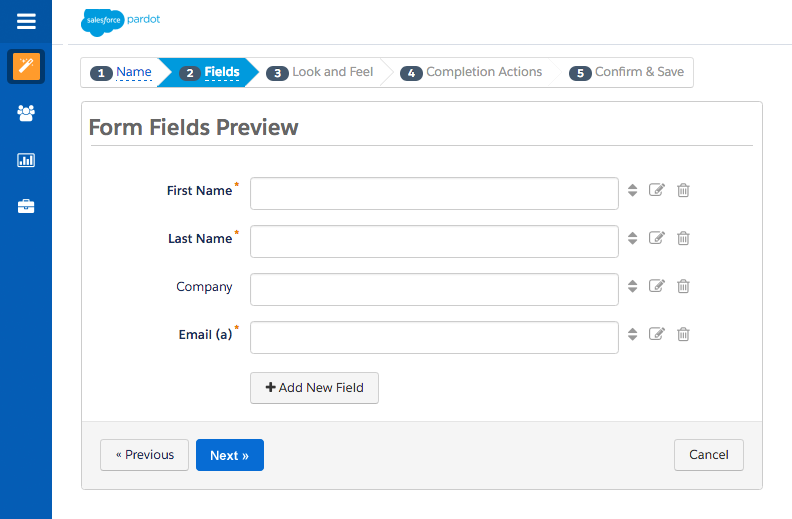 salesforce pardot
1 Name 2 Fields 3 Look and Feel 4 Completion Actions 5 Confirm & Save
Form Fields Preview
First Name *
Last Name *
Company
Email (a) *
+ Add New Field
« Previous Next » Cancel